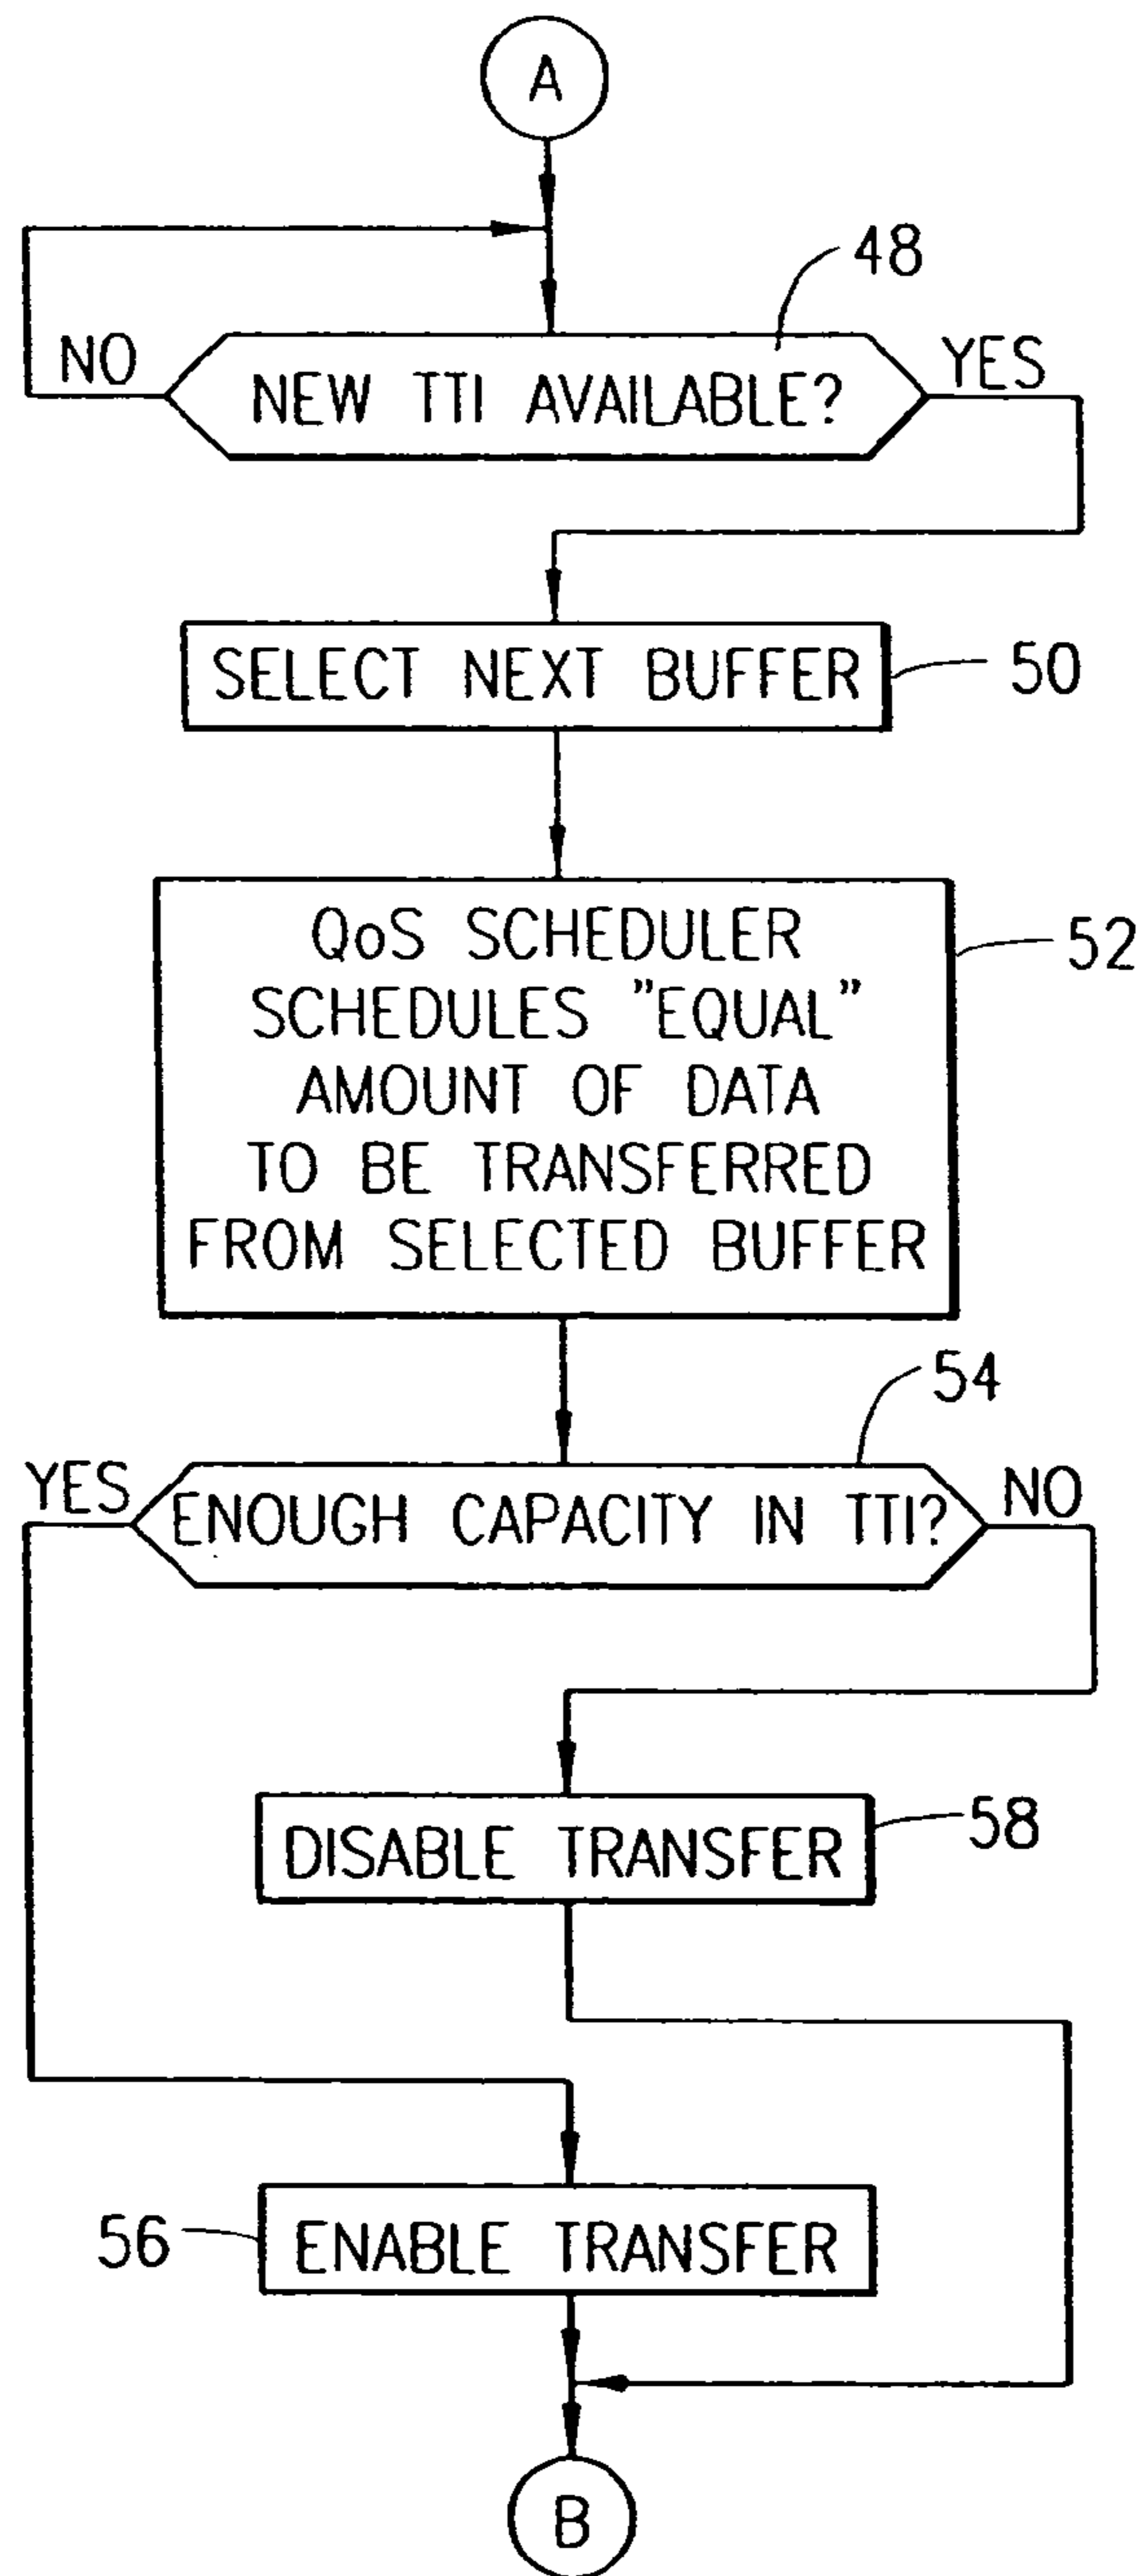 A
48
NO
YES
NEW TTI AVAILABLE?
SELECT NEXT BUFFER
50
QoS SCHEDULER
SCHEDULES "EQUAL"
AMOUNT OF DATA
TO BE TRANSFERRED
FROM SELECTED BUFFER
52
54
YES
NO
ENOUGH CAPACITY IN TTI?
DISABLE TRANSFER
58
56
ENABLE TRANSFER
B